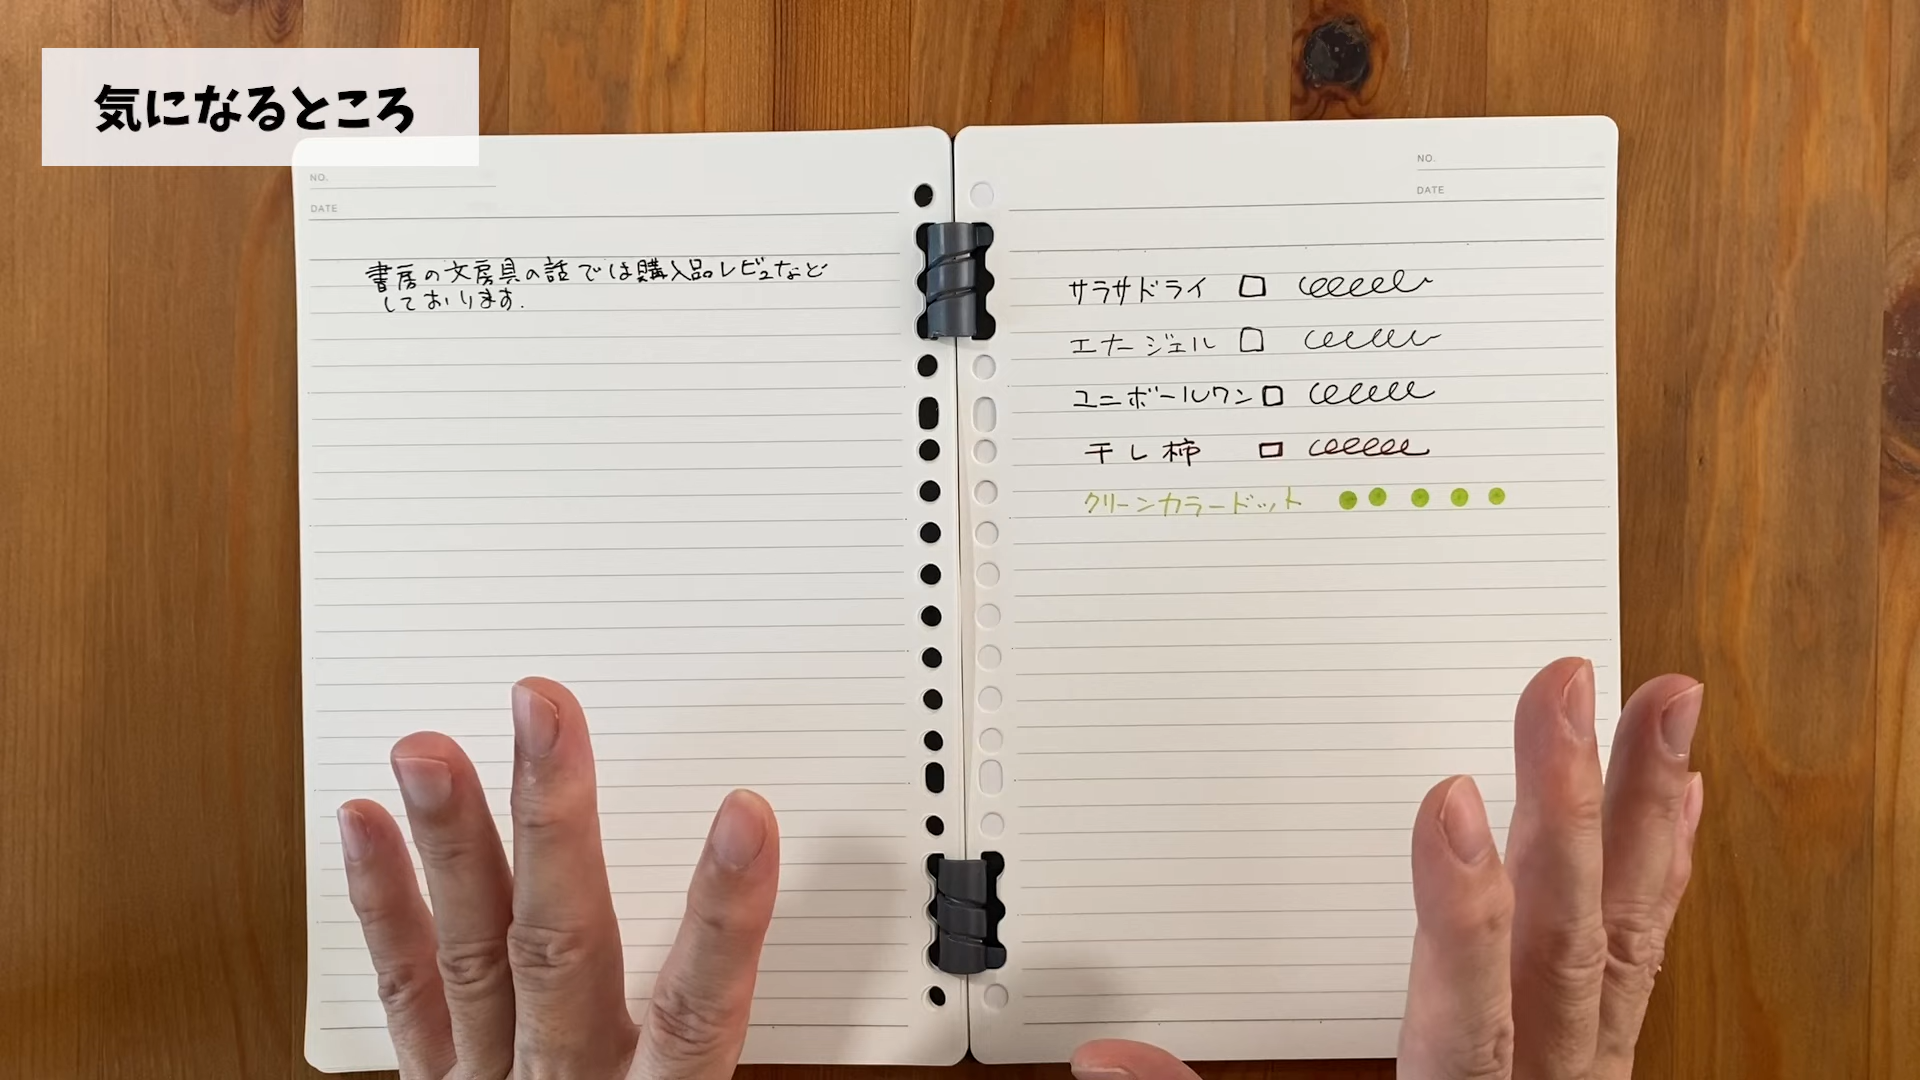 気になるところ
NO.
DATE
書房の文房具の話では購入品レビューなど
しております.
NO.
DATE
サラサドライ
エナージェル
ユニボールワン
干し柿
クリーンカラードット